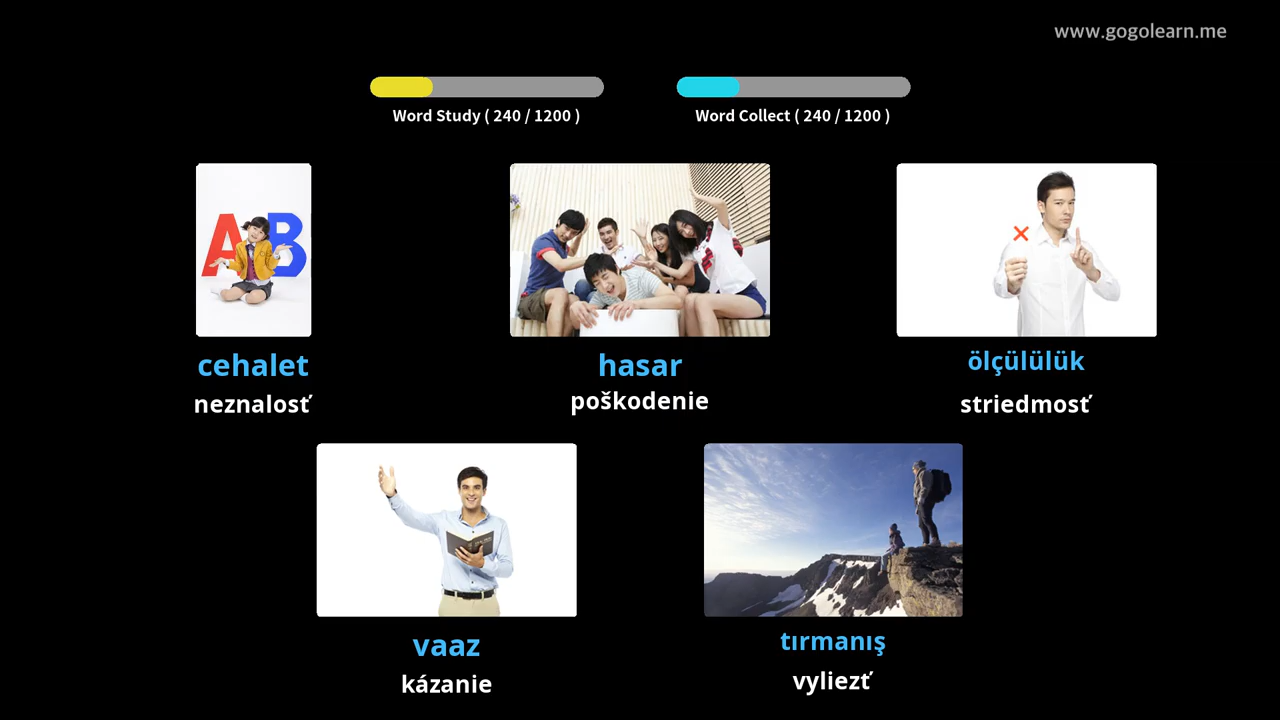 www.gogolearn.me
Word Study ( 240 / 1200 )
Word Collect ( 240 / 1200 )
AB
cehalet
neznalosť
hasar
poškodenie
ölçülülük
striedmosť
vaaz
kázanie
tırmanış
vyliezť